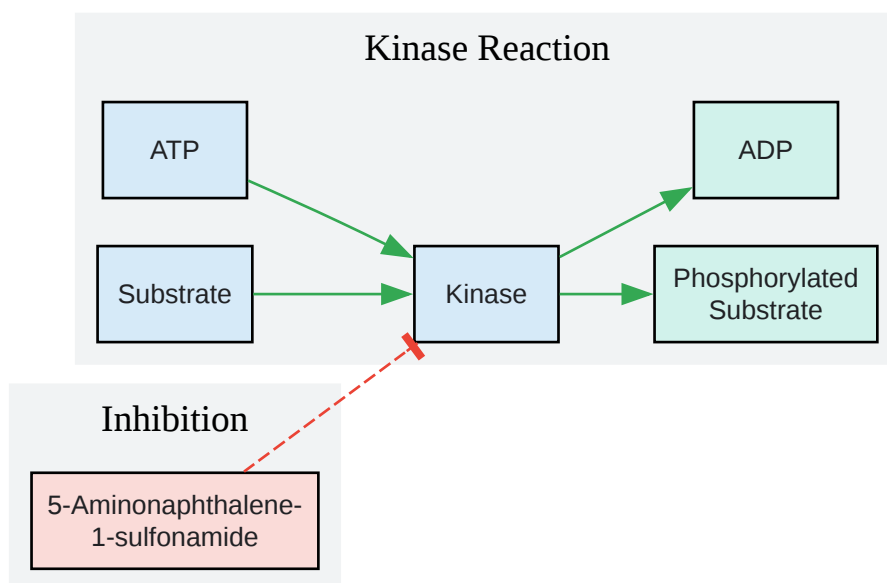 Kinase Reaction
ATP
ADP
Substrate
Kinase
Phosphorylated
Substrate
Inhibition
5-Aminonaphthalene-
1-sulfonamide